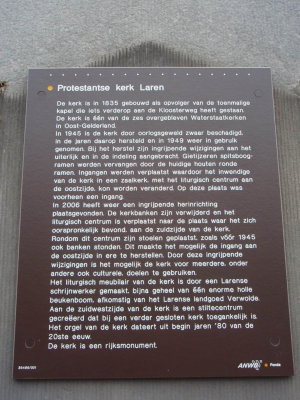 Protestantse kerk Laren
De kerk is in 1835 gebouwd als opvolger van de toenmalige
kapel die iets verderop aan de Kloosterweg heeft gestaan.
De kerk is één van de zes overgebleven Waterstaatkerken
in Oost-Gelderland.
In 1945 is de kerk door oorlogsgeweld zwaar beschadigd,
in de jaren daarop hersteld en in 1949 weer in gebruik
genomen. Bij het herstel zijn ingrijpende wijzigingen aan het
uiterlijk en in de indeling aangebracht. Gietijzeren spitsboog-
ramen werden vervangen door de huidige houten ronde
ramen, ingangen werden verplaatst waardoor het inwendige
van de kerk in een zaalkerk, met het liturgisch centrum aan
de oostzijde, kon worden veranderd. Op deze plaats was
voorheen een ingang.
In 2006 heeft weer een ingrijpende herinrichting
plaatsgevonden. De kerkbanken zijn verwijderd en het
liturgisch centrum is verplaatst naar de plaats waar het zich
oorspronkelijk bevond, aan de zuidzijde van de kerk.
Rondom dit centrum zijn stoelen geplaatst, zoals vóór 1945
ook banken stonden. Dit maakte het mogelijk de ingang aan
de oostzijde in ere te herstellen. Door deze ingrijpende
wijzigingen is het mogelijk de kerk voor meerdere, onder
andere ook culturele, doelen te gebruiken.
Het liturgisch meubilair van de kerk is door een Larense
schrijnwerker gemaakt, bijna geheel van één enorme holle
beukenboom, afkomstig van het Larense landgoed Verwolde.
Aan de zuidwestzijde van de kerk is een stiltecentrum
gecreëerd dat bij een verder gesloten kerk toegankelijk is.
Het orgel van de kerk dateert uit begin jaren '80 van de
20ste eeuw.
De kerk is een rijksmonument.
ANWB